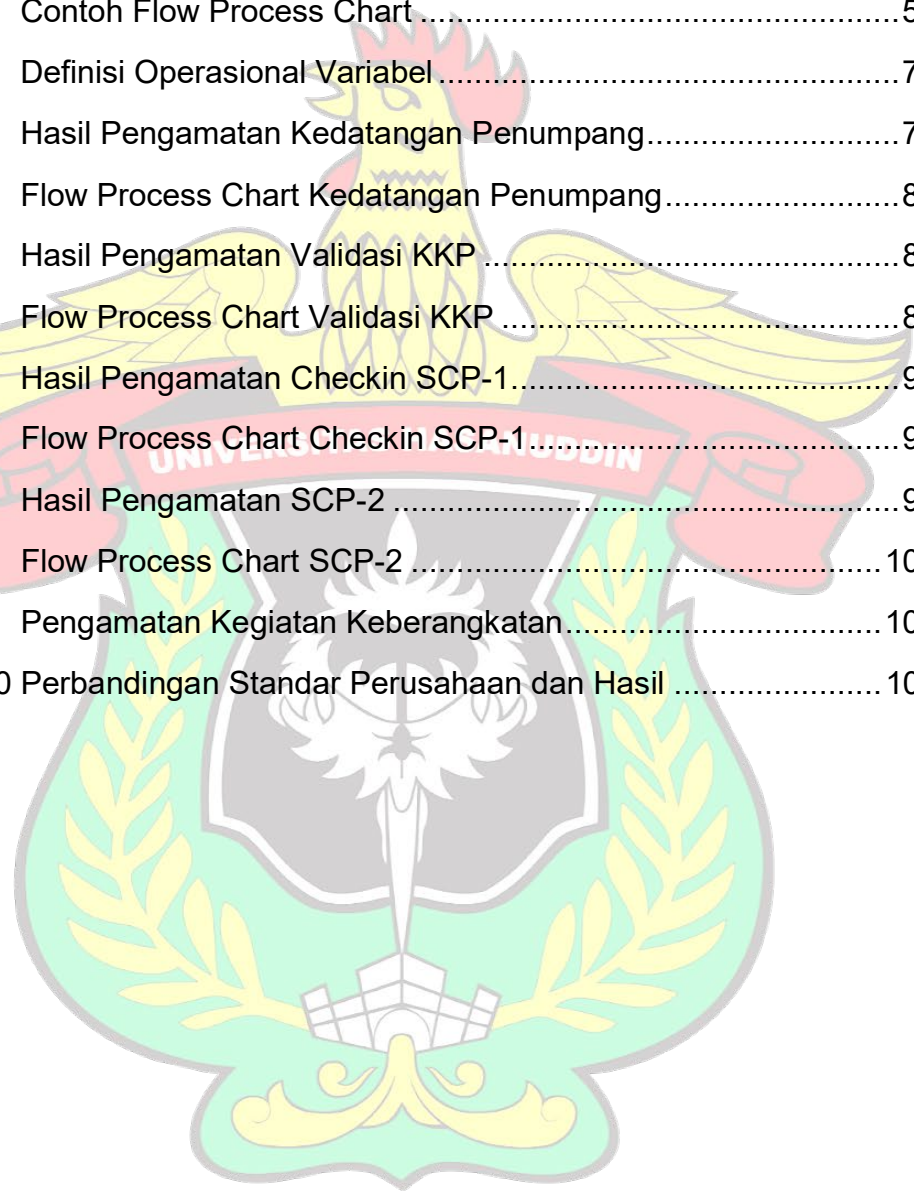 Contoh Flow Process Chart ..................................................... 5
Definisi Operasional Variabel ................................................... 7
Hasil Pengamatan Kedatangan Penumpang ............................ 7
Flow Process Chart Kedatangan Penumpang .......................... 8
Hasil Pengamatan Validasi KKP .............................................. 8
Flow Process Chart Validasi KKP ............................................ 8
Hasil Pengamatan Checkin SCP-1 ........................................... 9
Flow Process Chart Checkin SCP-1 ......................................... 9
UNIVERSITAS HASANUDDIN
Hasil Pengamatan SCP-2 ........................................................ 9
Flow Process Chart SCP-2 .................................................... 10
Pengamatan Kegiatan Keberangkatan ................................... 10
0 Perbandingan Standar Perusahaan dan Hasil ....................... 10